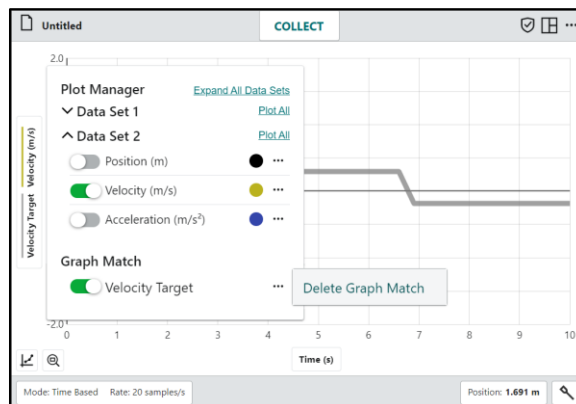 Untitled
COLLECT
2.0
Plot Manager
Expand All Data Sets
Data Set 1
Plot All
Data Set 2
Plot All
Position (m)
Velocity (m/s)
Acceleration (m/s²)
Graph Match
Velocity Target
Delete Graph Match
Velocity Target Velocity (m/s)
-2.0
0 1 2 3 4 5 6 7 8 9 10
Time (s)
Mode: Time Based Rate: 20 samples/s
Position: 1.691 m